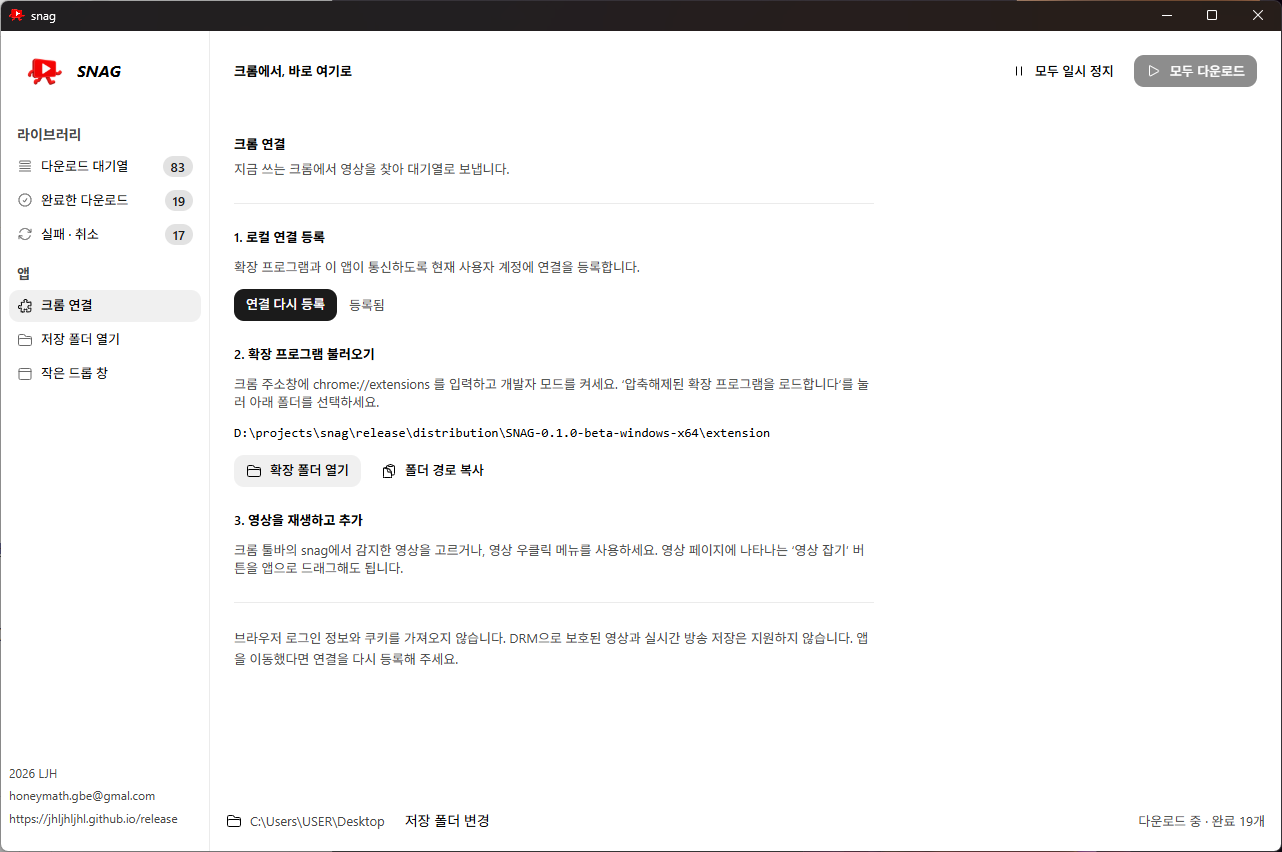 snag
SNAG
크롬에서, 바로 여기로
모두 일시 정지
모두 다운로드
라이브러리
다운로드 대기열 83
완료한 다운로드 19
실패 · 취소 17
앱
크롬 연결
저장 폴더 열기
작은 드롭 창
크롬 연결
지금 쓰는 크롬에서 영상을 찾아 대기열로 보냅니다.
1. 로컬 연결 등록
확장 프로그램과 이 앱이 통신하도록 현재 사용자 계정에 연결을 등록합니다.
연결 다시 등록 등록됨
2. 확장 프로그램 불러오기
크롬 주소창에 chrome://extensions 를 입력하고 개발자 모드를 켜세요. ‘압축해제된 확장 프로그램을 로드합니다’를 눌
러 아래 폴더를 선택하세요.
D:\projects\snag\release\distribution\SNAG-0.1.0-beta-windows-x64\extension
확장 폴더 열기 폴더 경로 복사
3. 영상을 재생하고 추가
크롬 툴바의 snag에서 감지한 영상을 고르거나, 영상 우클릭 메뉴를 사용하세요. 영상 페이지에 나타나는 ‘영상 잡기’ 버
튼을 앱으로 드래그해도 됩니다.
브라우저 로그인 정보와 쿠키를 가져오지 않습니다. DRM으로 보호된 영상과 실시간 방송 저장은 지원하지 않습니다. 앱
을 이동했다면 연결을 다시 등록해 주세요.
2026 LJH
honeymath.gbe@gmal.com
https://jhljhljhl.github.io/release
C:\Users\USER\Desktop 저장 폴더 변경
다운로드 중 · 완료 19개